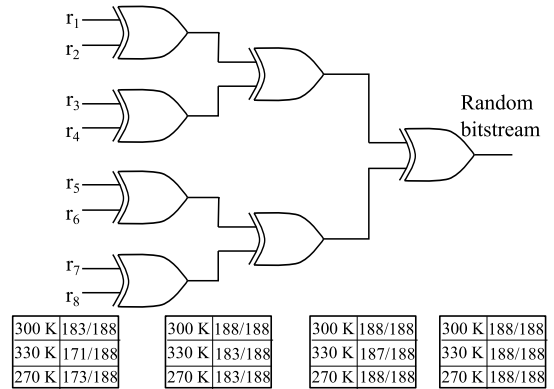 r1
r2
r3
r4
Random
bitstream
r5
r6
r7
r8
300 K 183/188
330 K 171/188
270 K 173/188
300 K 188/188
330 K 183/188
270 K 183/188
300 K 188/188
330 K 187/188
270 K 188/188
300 K 188/188
330 K 188/188
270 K 188/188